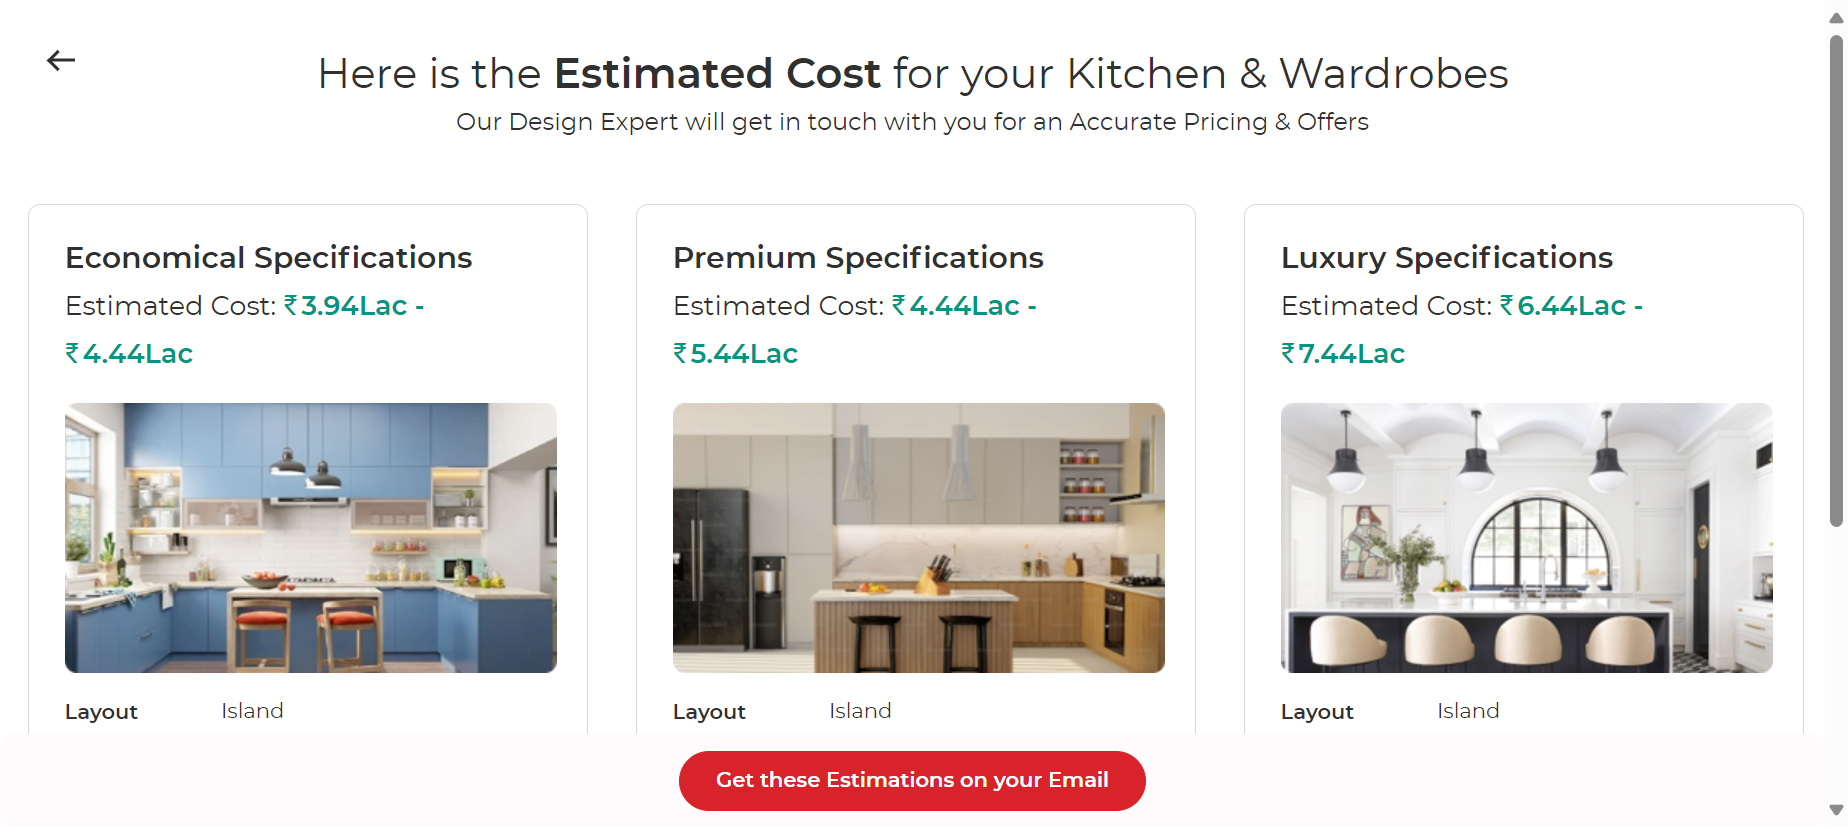 Here is the Estimated Cost for your Kitchen & Wardrobes
Our Design Expert will get in touch with you for an Accurate Pricing & Offers
Economical Specifications
Estimated Cost: ₹3.94Lac -
₹4.44Lac
Layout Island
Premium Specifications
Estimated Cost: ₹4.44Lac -
₹5.44Lac
Layout Island
Luxury Specifications
Estimated Cost: ₹6.44Lac -
₹7.44Lac
Layout Island
Get these Estimations on your Email